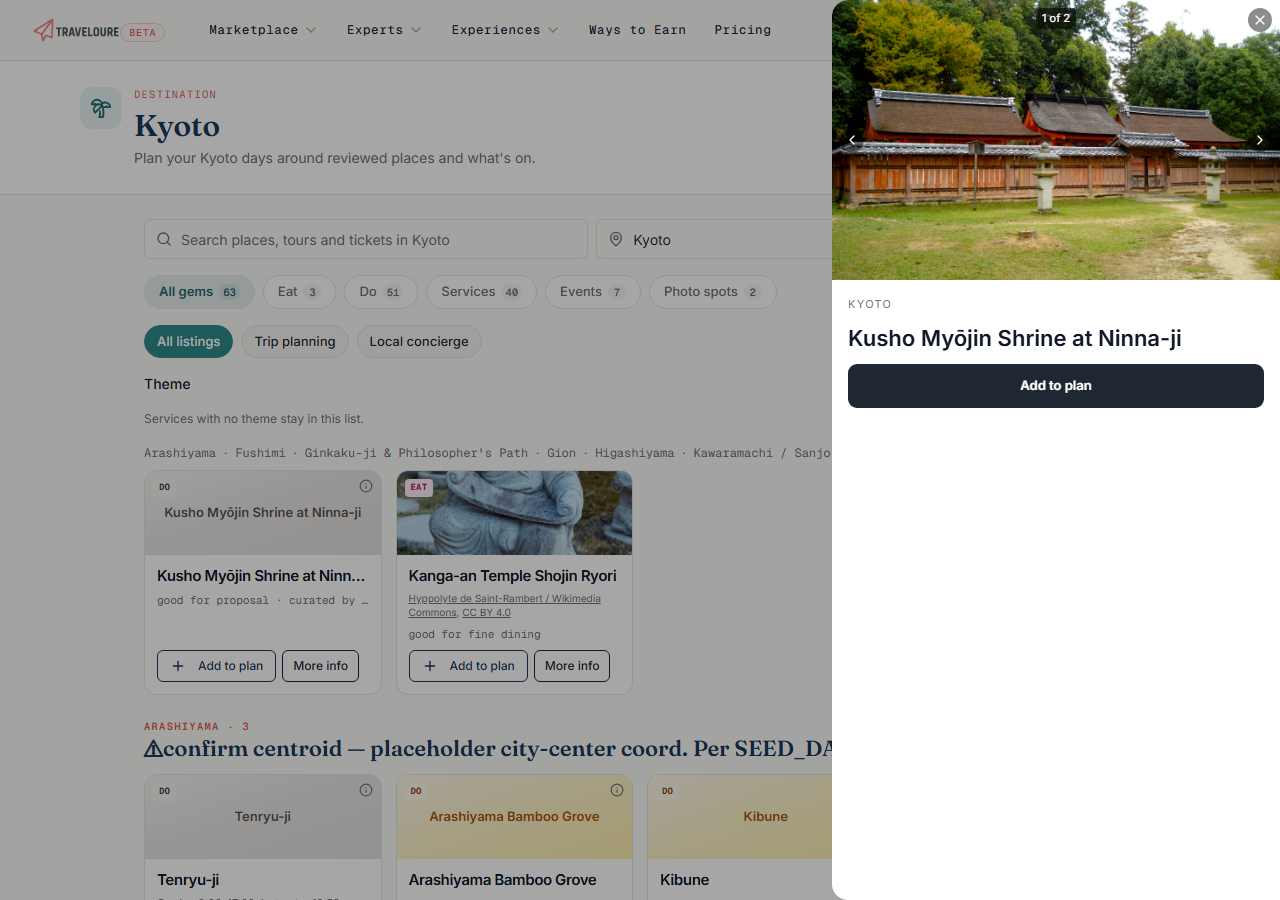 TRAVELOURE BETA
Marketplace
Experts
Experiences
Ways to Earn
Pricing
DESTINATION
Kyoto
Plan your Kyoto days around reviewed places and what's on.
Search places, tours and tickets in Kyoto
Kyoto
All gems 63
Eat 3
Do 51
Services 40
Events 7
Photo spots 2
All listings
Trip planning
Local concierge
Theme
Services with no theme stay in this list.
Arashiyama · Fushimi · Ginkaku-ji & Philosopher's Path · Gion · Higashiyama · Kawaramachi / Sanjo
DO
Kusho Myōjin Shrine at Ninna-ji
Kusho Myōjin Shrine at Ninn...
good for proposal · curated by …
Add to plan
More info
EAT
Kanga-an Temple Shojin Ryori
Hyppolyte de Saint-Rambert / Wikimedia
Commons, CC BY 4.0
good for fine dining
Add to plan
More info
ARASHIYAMA · 3
⚠confirm centroid — placeholder city-center coord. Per SEED_DA
DO
Tenryu-ji
Tenryu-ji
DO
Arashiyama Bamboo Grove
Arashiyama Bamboo Grove
DO
Kibune
Kibune
1 of 2
KYOTO
Kusho Myōjin Shrine at Ninna-ji
Add to plan